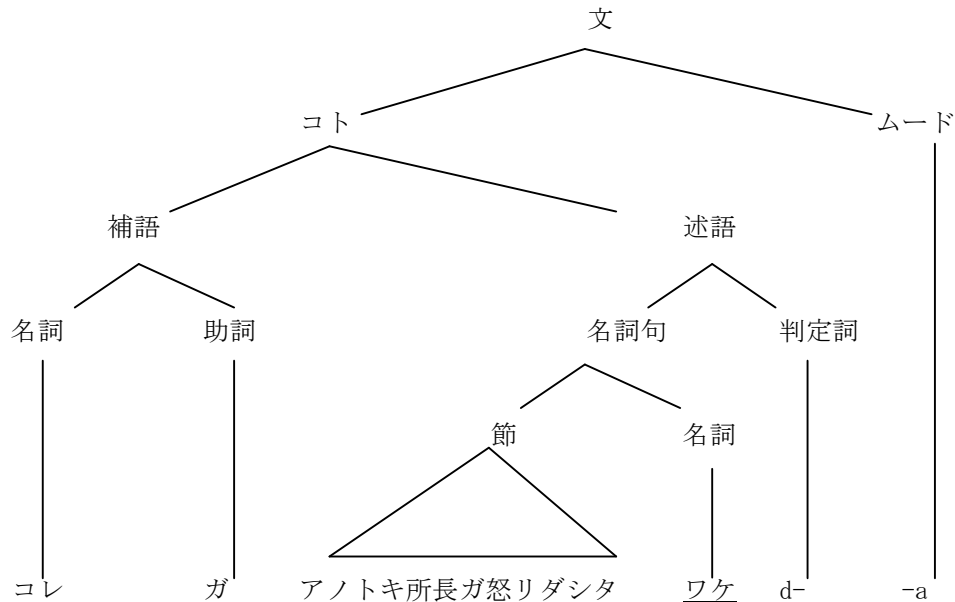 文
コト ムード
補語 述語
名詞 助詞 名詞句 判定詞
節 名詞
コレ ガ アノトキ所長ガ怒リダシタ ワケ d- -a